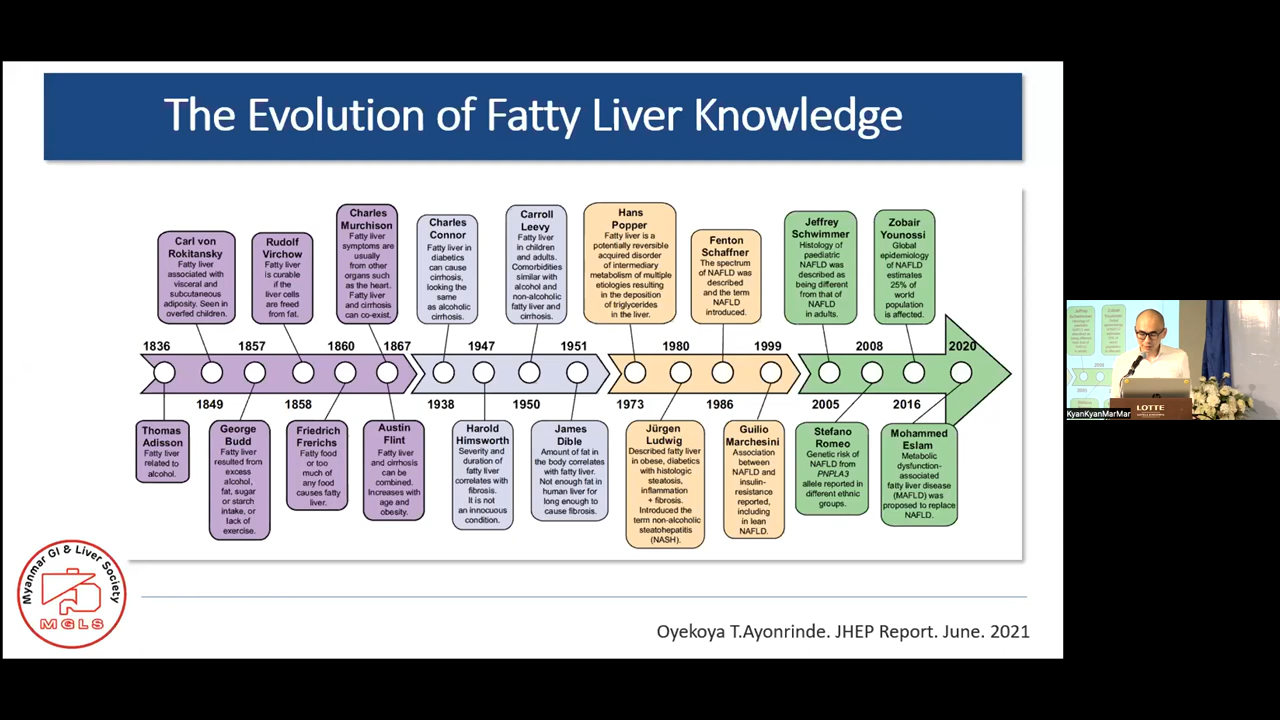 The Evolution of Fatty Liver Knowledge
Carl von
Rokitansky
Fatty liver
associated with
visceral and
subcutaneous
adiposity. Seen in
overfed children.
Rudolf
Virchow
Fatty liver
is curable
if the
liver cells
are freed
from fat.
Charles
Murchison
Fatty liver
symptoms are
usually
from other
organs such
as the heart.
Fatty liver
and cirrhosis
can co-exist.
Charles
Connor
Fatty liver in
diabetics
can cause
cirrhosis,
looking the
same
as alcoholic
cirrhosis.
Carroll
Leevy
Fatty liver
in children
and adults.
Comorbidities
similar with
alcohol and
non-alcoholic
fatty liver and
cirrhosis.
Hans
Popper
Fatty liver is a
potentially reversible
acquired disorder
of intermediary
metabolism of multiple
etiologies resulting
in the deposition
of triglycerides
in the liver.
Fenton
Schaffner
The spectrum
of NAFLD was
described
and the term
NAFLD
introduced.
Jeffrey
Schwimmer
Histology of
paediatric
NAFLD was
described as
being different
from that of
NAFLD
in adults.
Zobair
Younossi
Global
epidemiology
of NAFLD
estimates
25% of
world
population
is affected.
1836 1857 1860 1867 1947 1951 1980 1999 2008 2020
1849 1858 1938 1950 1973 1986 2005 2016
Thomas
Adisson
Fatty liver
related to
alcohol.
George
Budd
Fatty liver
resulted from
excess
alcohol,
fat, sugar
or starch
intake, or
lack of
exercise.
Friedrich
Frerichs
Fatty food
or too
much of
any food
causes fatty
liver.
Austin
Flint
Fatty liver
and cirrhosis
can be
combined.
Increases with
age and
obesity.
Harold
Himsworth
Severity and
duration of
fatty liver
correlates with
fibrosis.
It is not
an innocuous
condition.
James
Dible
Amount of fat in
the body correlates
with fatty liver.
Not enough fat in
human liver for
long enough to
cause fibrosis.
Jürgen
Ludwig
Described fatty liver
in obese, diabetics
with histologic
steatosis,
inflammation
+ fibrosis.
Introduced the
term non-alcoholic
steatohepatitis
(NASH).
Guilio
Marchesini
Association
between
NAFLD and
insulin-
resistance
reported,
including
in lean
NAFLD.
Stefano
Romeo
Genetic risk of
NAFLD from
PNPLA3
allele reported in
different ethnic
groups.
Mohammed
Eslam
Metabolic
dysfunction-
associated
fatty liver disease
(MAFLD) was
proposed to replace
NAFLD.
Myanmar GI & Liver Society
MGLS
Oyekoya T.Ayonrinde. JHEP Report. June. 2021
KyanKyanMarMar
LOTTE